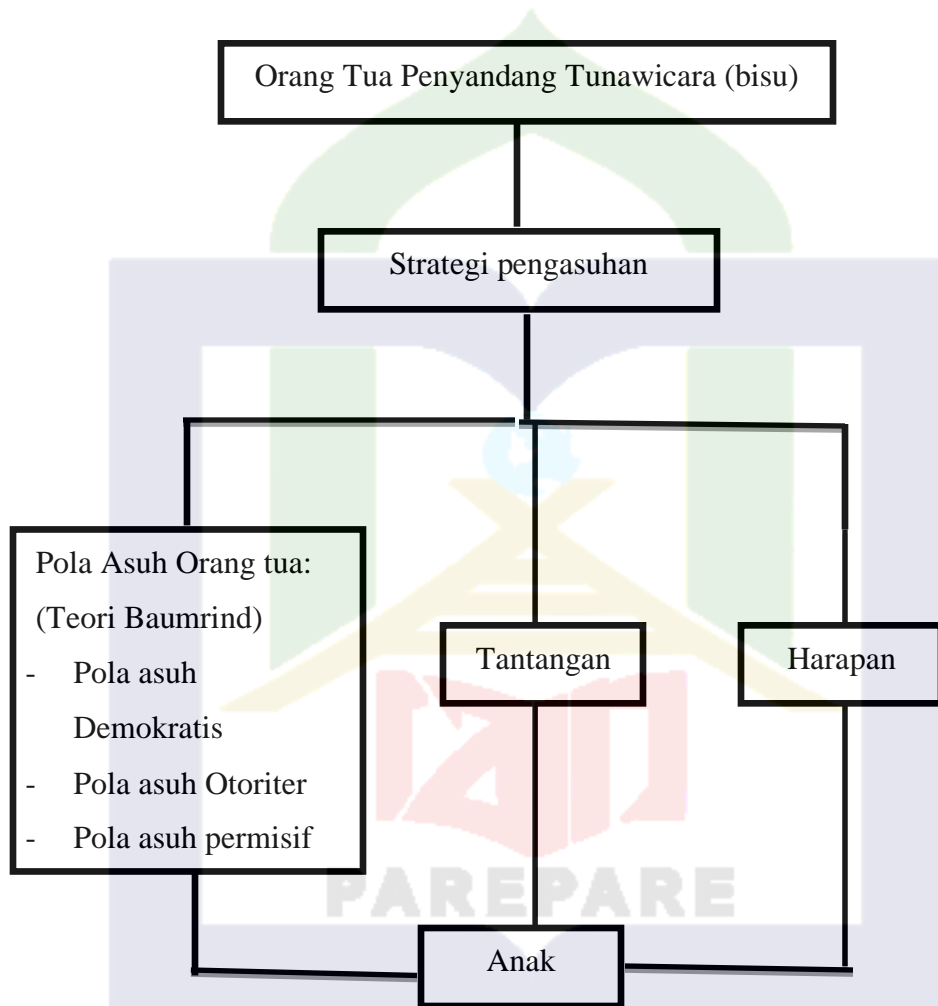 Orang Tua Penyandang Tunawicara (bisu)
Strategi pengasuhan
Pola Asuh Orang tua:
(Teori Baumrind)
- Pola asuh
Demokratis
- Pola asuh Otoriter
- Pola asuh permisif
Tantangan
Harapan
PAREPARE
Anak